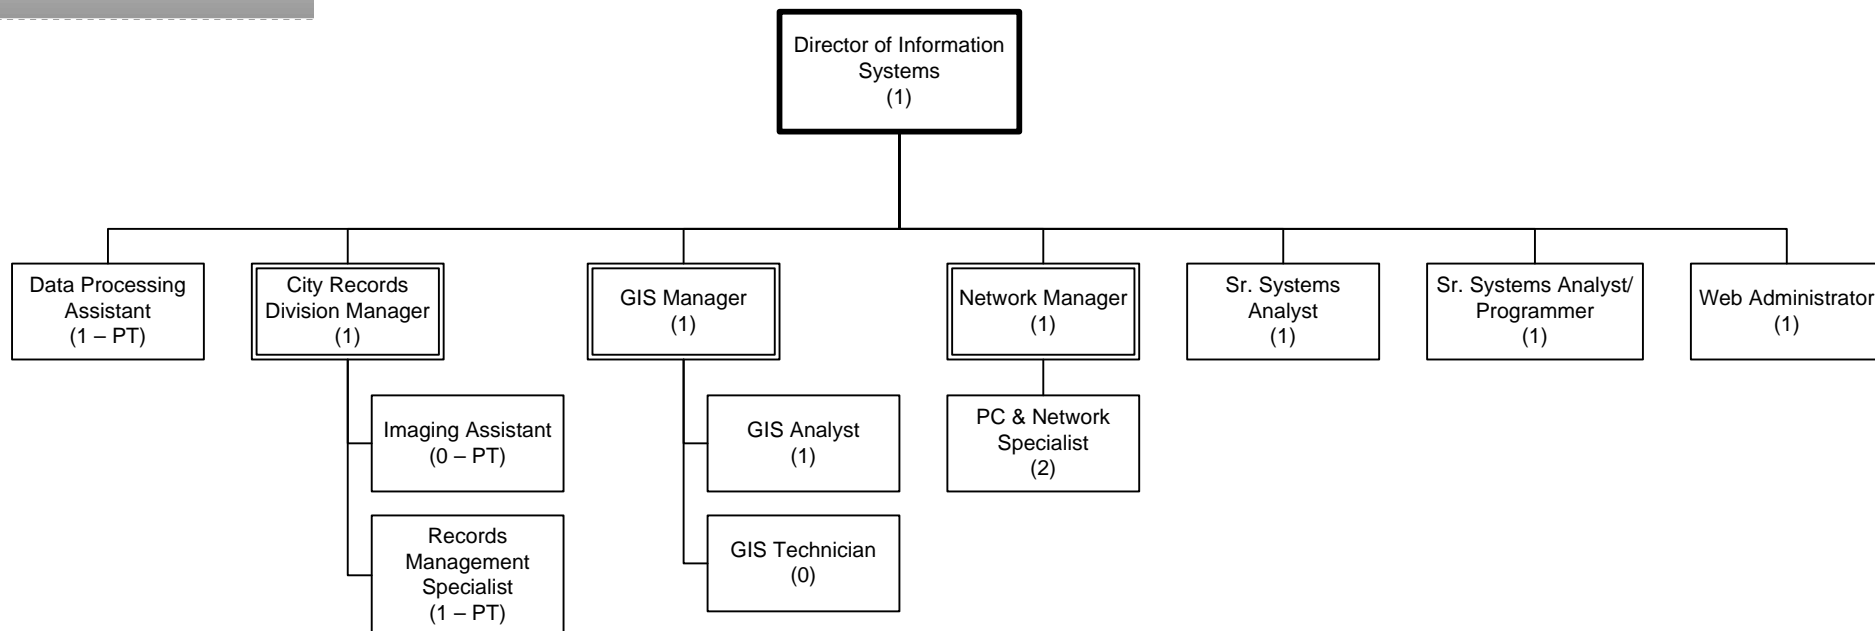 Director of Information
Systems
(1)
Data Processing
Assistant
(1 – PT)
City Records
Division Manager
(1)
GIS Manager
(1)
Network Manager
(1)
Sr. Systems
Analyst
(1)
Sr. Systems Analyst/
Programmer
(1)
Web Administrator
(1)
Imaging Assistant
(0 – PT)
GIS Analyst
(1)
PC & Network
Specialist
(2)
Records
Management
Specialist
(1 – PT)
GIS Technician
(0)